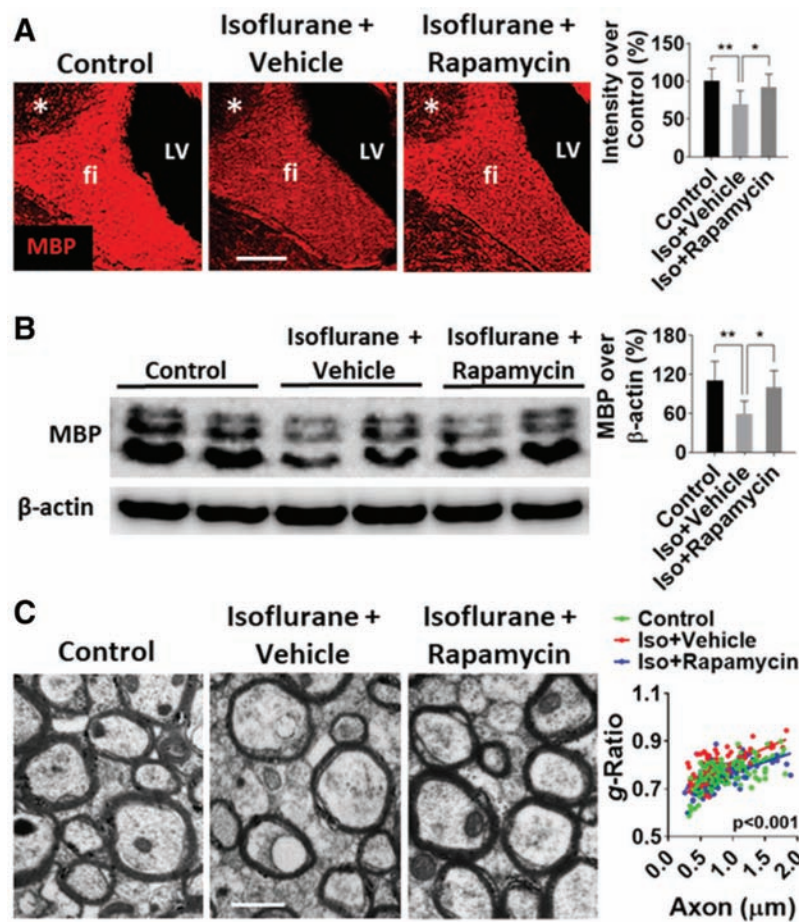 A
Control
Isoflurane +
Vehicle
Isoflurane +
Rapamycin
*
fi
LV
MBP
*
fi
LV
*
fi
LV
Intensity over
Control (%)
150
100
50
0
**
*
Control
Iso+Vehicle
Iso+Rapamycin
B
Control
Isoflurane +
Vehicle
Isoflurane +
Rapamycin
MBP
β-actin
MBP over
β-actin (%)
180
120
60
0
**
*
Control
Iso+Vehicle
Iso+Rapamycin
C
Control
Isoflurane +
Vehicle
Isoflurane +
Rapamycin
Control
Iso+Vehicle
Iso+Rapamycin
g-Ratio
1.1
0.9
0.7
0.5
p<0.001
0.0
0.5
1.0
1.5
2.0
Axon (μm)